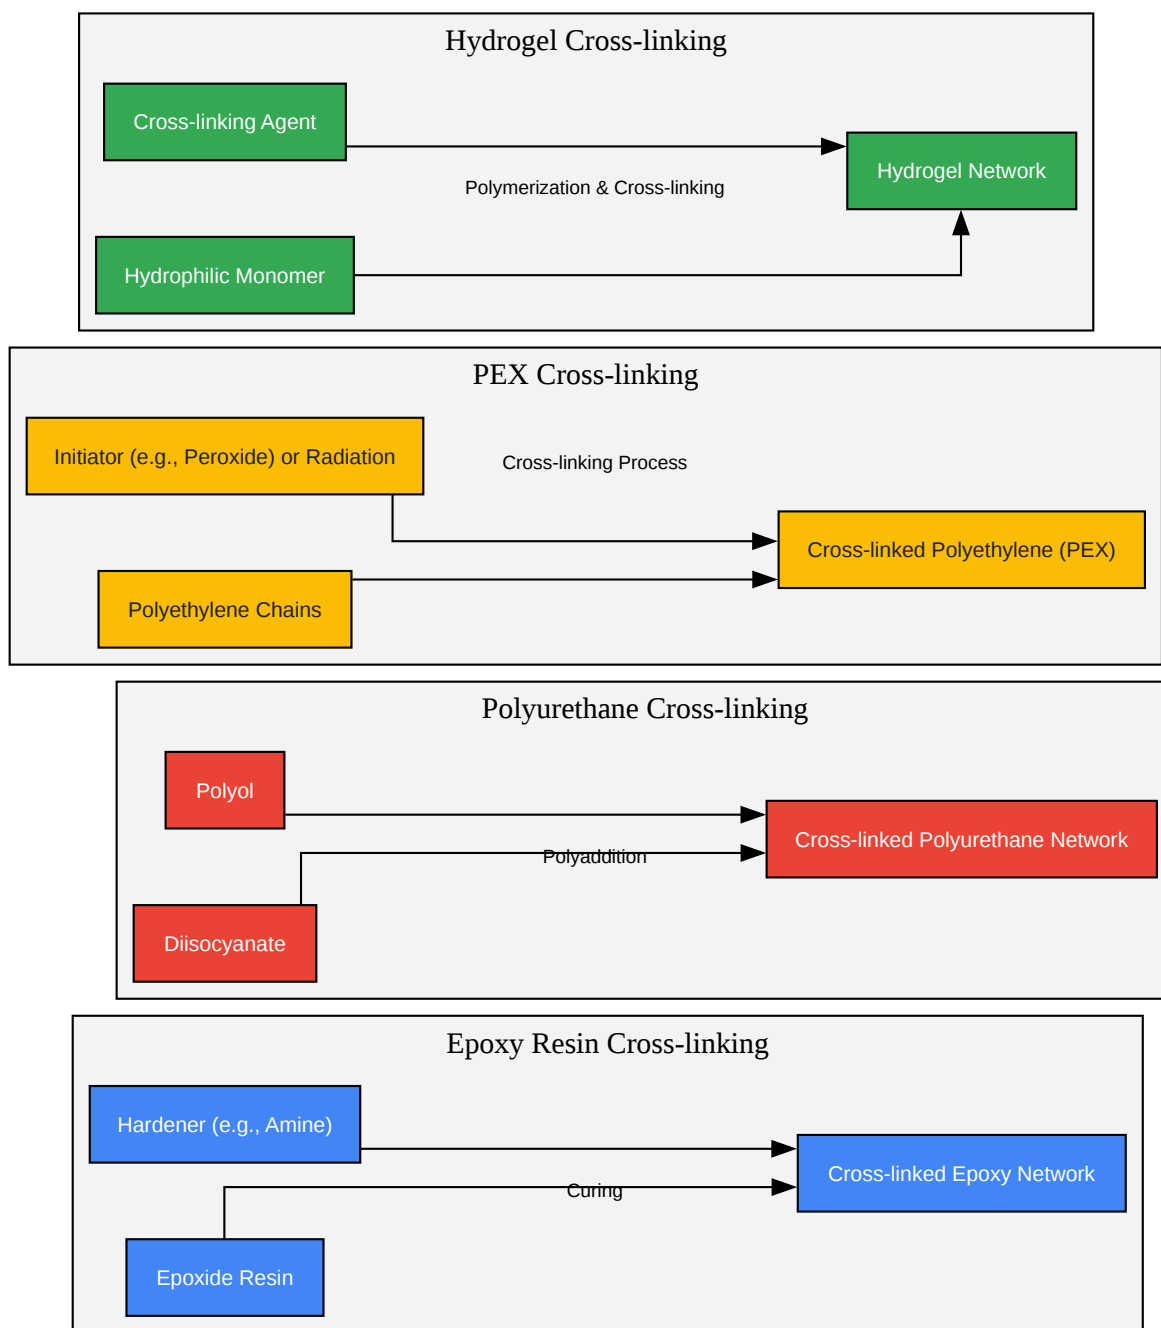 Hydrogel Cross-linking
Cross-linking Agent
Hydrogel Network
Polymerization & Cross-linking
Hydrophilic Monomer
PEX Cross-linking
Initiator (e.g., Peroxide) or Radiation
Cross-linking Process
Cross-linked Polyethylene (PEX)
Polyethylene Chains
Polyurethane Cross-linking
Polyol
Cross-linked Polyurethane Network
Polyaddition
Diisocyanate
Epoxy Resin Cross-linking
Hardener (e.g., Amine)
Cross-linked Epoxy Network
Curing
Epoxide Resin